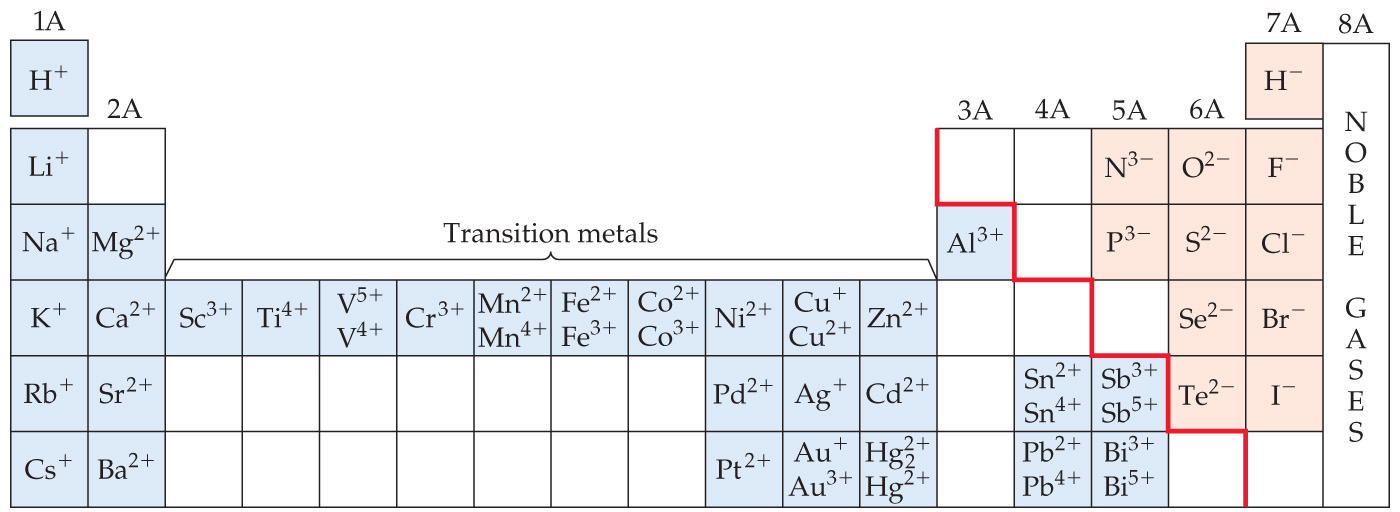 1A 7A 8A
H⁺ H⁻
2A 3A 4A 5A 6A
Li⁺ N³⁻ O²⁻ F⁻
Na⁺ Mg²⁺ Transition metals Al³⁺ P³⁻ S²⁻ Cl⁻
K⁺ Ca²⁺ Sc³⁺ Ti⁴⁺ V⁵⁺ V⁴⁺ Cr³⁺ Mn²⁺ Mn⁴⁺ Fe²⁺ Fe³⁺ Co²⁺ Co³⁺ Ni²⁺ Cu⁺ Cu²⁺ Zn²⁺ Se²⁻ Br⁻
Rb⁺ Sr²⁺ Pd²⁺ Ag⁺ Cd²⁺ Sn²⁺ Sn⁴⁺ Sb³⁺ Sb⁵⁺ Te²⁻ I⁻
Cs⁺ Ba²⁺ Pt²⁺ Au⁺ Au³⁺ Hg₂²⁺ Hg²⁺ Pb²⁺ Pb⁴⁺ Bi³⁺ Bi⁵⁺
NOBLE GASES